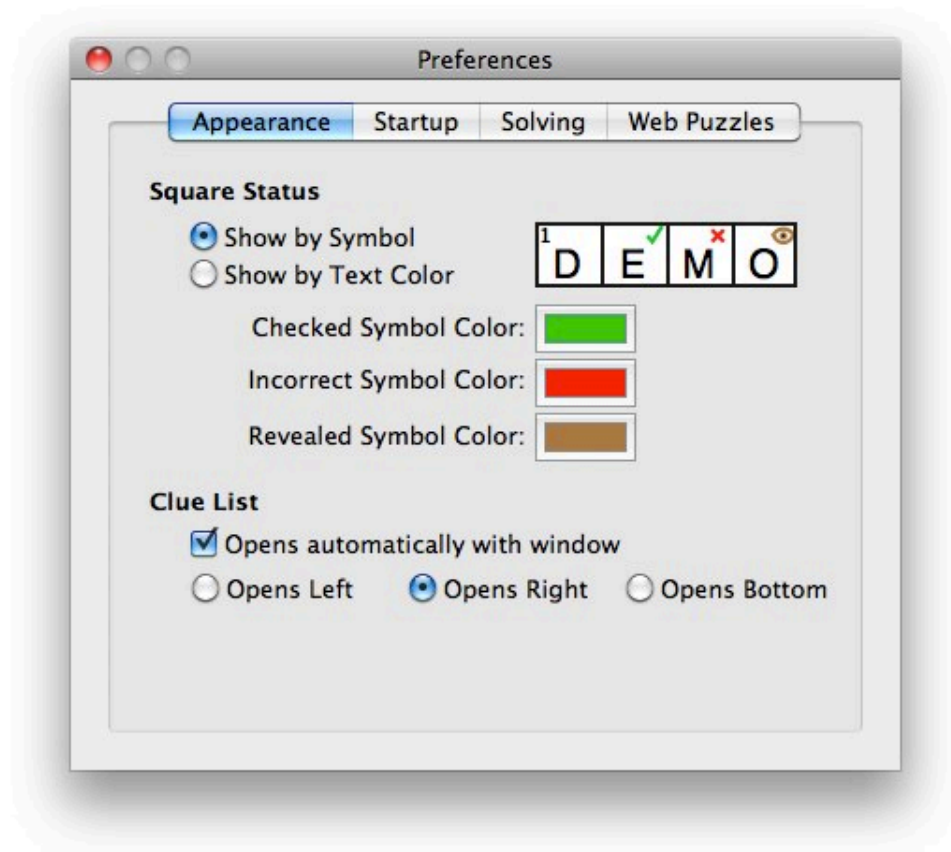 Preferences
Appearance Startup Solving Web Puzzles
Square Status
Show by Symbol
Show by Text Color
1 D E M O
Checked Symbol Color:
Incorrect Symbol Color:
Revealed Symbol Color:
Clue List
Opens automatically with window
Opens Left Opens Right Opens Bottom